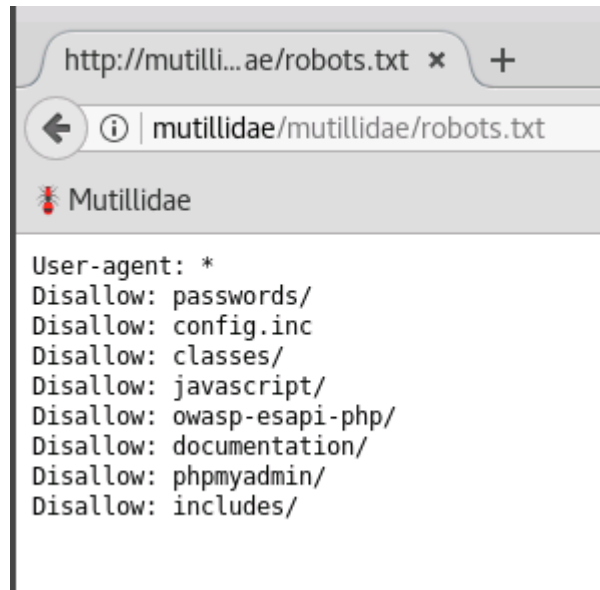 http://mutilli...ae/robots.txt ×
mutillidae/mutillidae/robots.txt
Mutillidae
User-agent: *
Disallow: passwords/
Disallow: config.inc
Disallow: classes/
Disallow: javascript/
Disallow: owasp-esapi-php/
Disallow: documentation/
Disallow: phpmyadmin/
Disallow: includes/